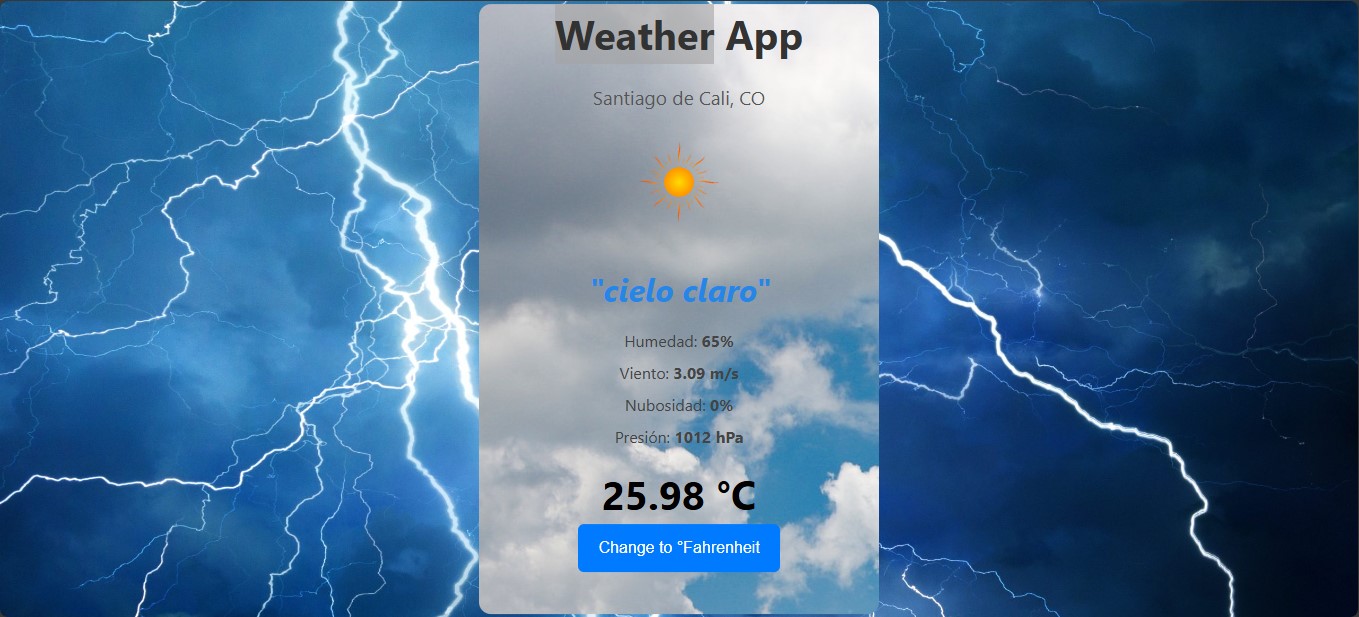 Weather App
Santiago de Cali, CO
"cielo claro"
Humedad: 65%
Viento: 3.09 m/s
Nubosidad: 0%
Presión: 1012 hPa
25.98 °C
Change to °Fahrenheit